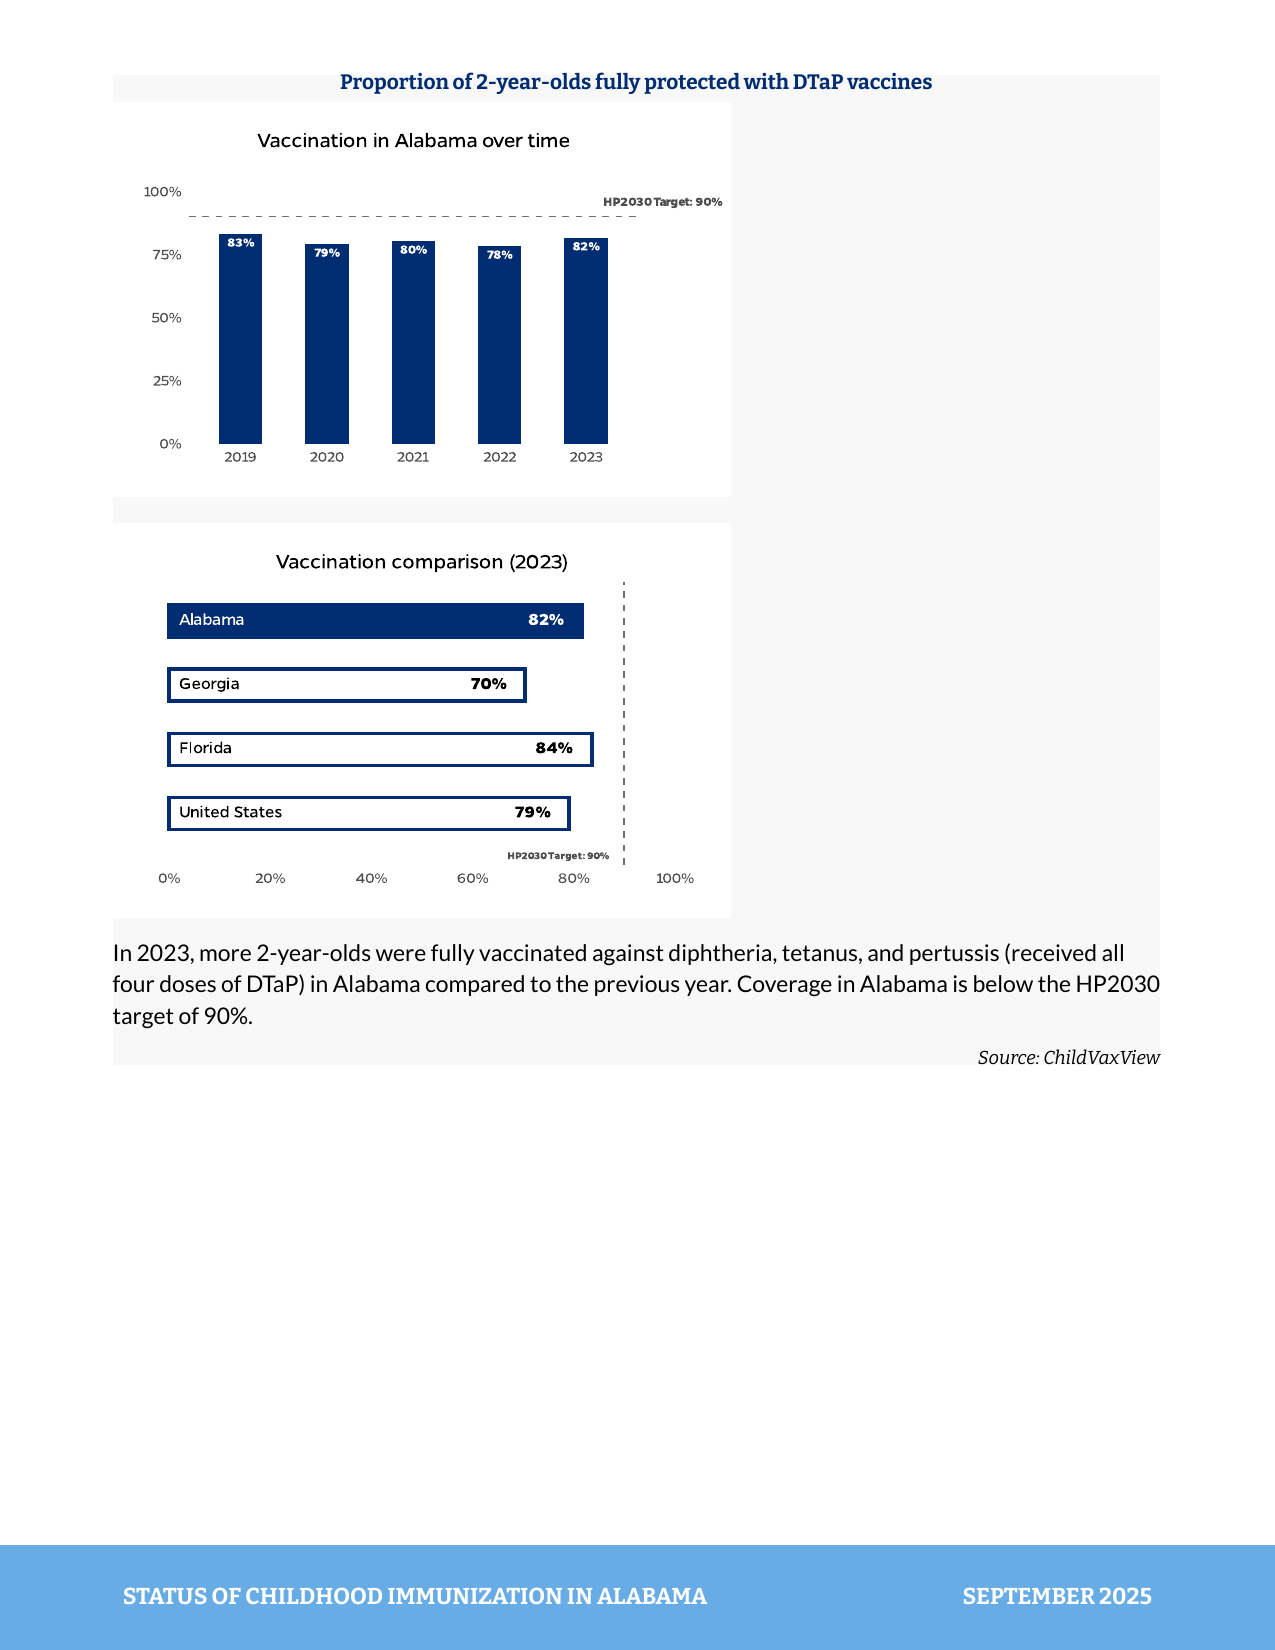 Proportion of 2-year-olds fully protected with DTaP vaccines
Vaccination in Alabama over time
100%
HP2030 Target: 90%
83%
79%
80%
78%
82%
75%
50%
25%
0%
2019 2020 2021 2022 2023
Vaccination comparison (2023)
Alabama 82%
Georgia 70%
Florida 84%
United States 79%
HP2030 Target: 90%
0% 20% 40% 60% 80% 100%
In 2023, more 2-year-olds were fully vaccinated against diphtheria, tetanus, and pertussis (received all
four doses of DTaP) in Alabama compared to the previous year. Coverage in Alabama is below the HP2030
target of 90%.
Source: ChildVaxView
STATUS OF CHILDHOOD IMMUNIZATION IN ALABAMA SEPTEMBER 2025